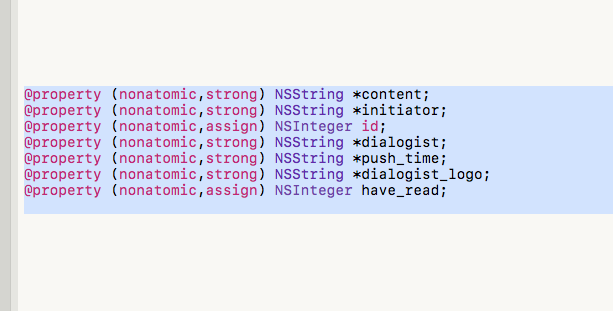 @property (nonatomic,strong) NSString *content;
@property (nonatomic,strong) NSString *initiator;
@property (nonatomic,assign) NSInteger id;
@property (nonatomic,strong) NSString *dialogist;
@property (nonatomic,strong) NSString *push_time;
@property (nonatomic,strong) NSString *dialogist_logo;
@property (nonatomic,assign) NSInteger have_read;